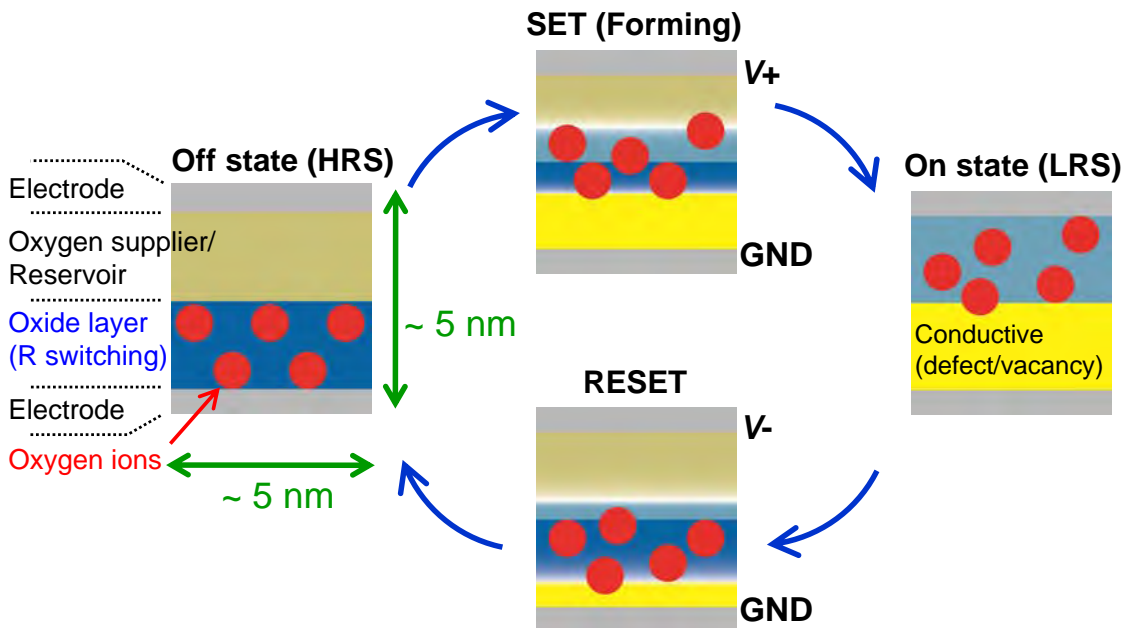 SET (Forming)
V+
GND
Off state (HRS)
Electrode
Oxygen supplier/
Reservoir
Oxide layer
(R switching)
Electrode
Oxygen ions
~ 5 nm
~ 5 nm
On state (LRS)
Conductive
(defect/vacancy)
RESET
V-
GND